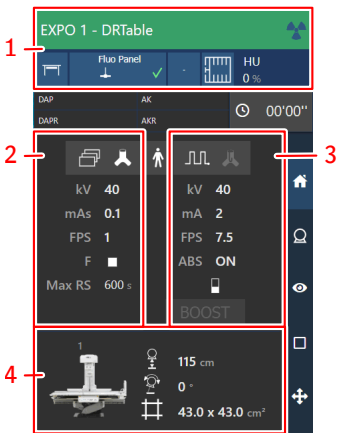 EXPO 1 - DRTable
1
Fluo Panel
-
HU
0 %
DAP AK
DAPR AKR
00'00''
2
3
kV 40
mAs 0.1
FPS 1
F
Max RS 600 s
kV 40
mA 2
FPS 7.5
ABS ON
BOOST
4
1
115 cm
0 °
43.0 x 43.0 cm²